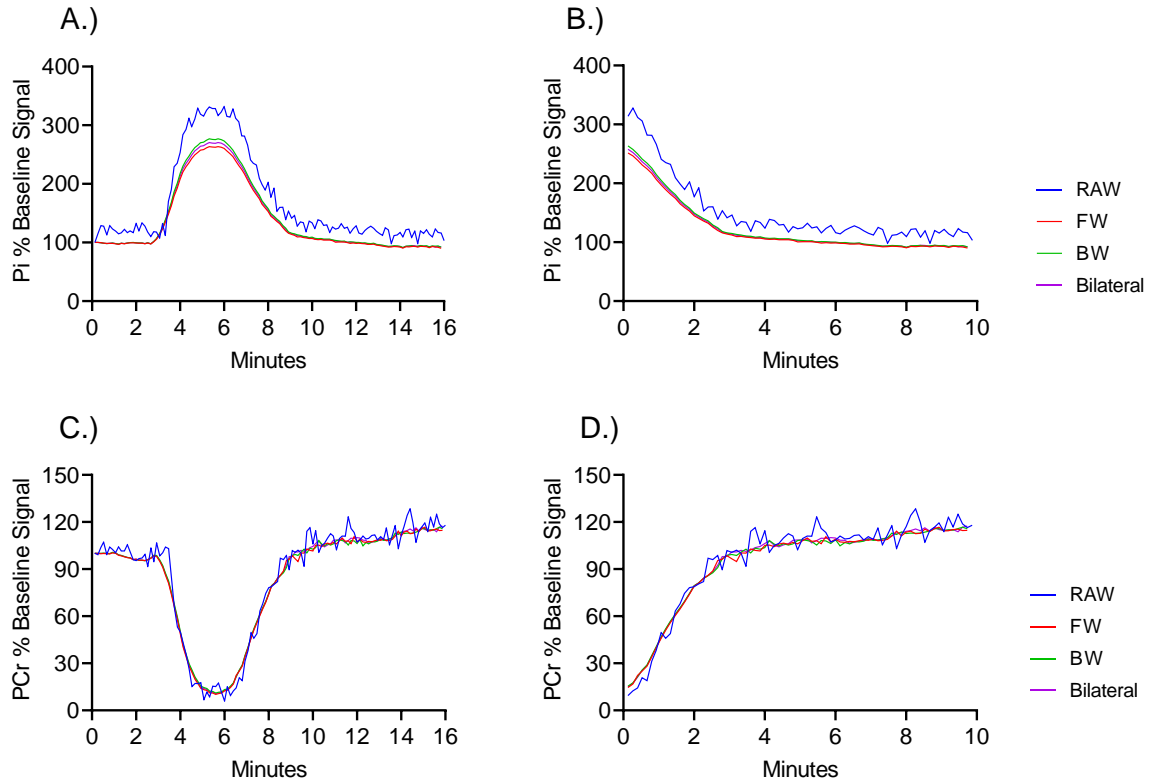 A.)
Pi % Baseline Signal
400
300
200
100
0
0 2 4 6 8 10 12 14 16
Minutes
B.)
Pi % Baseline Signal
400
300
200
100
0
0 2 4 6 8 10
Minutes
RAW
FW
BW
Bilateral
C.)
PCr % Baseline Signal
150
120
90
60
30
0
0 2 4 6 8 10 12 14 16
Minutes
D.)
PCr % Baseline Signal
150
120
90
60
30
0
0 2 4 6 8 10
Minutes
RAW
FW
BW
Bilateral